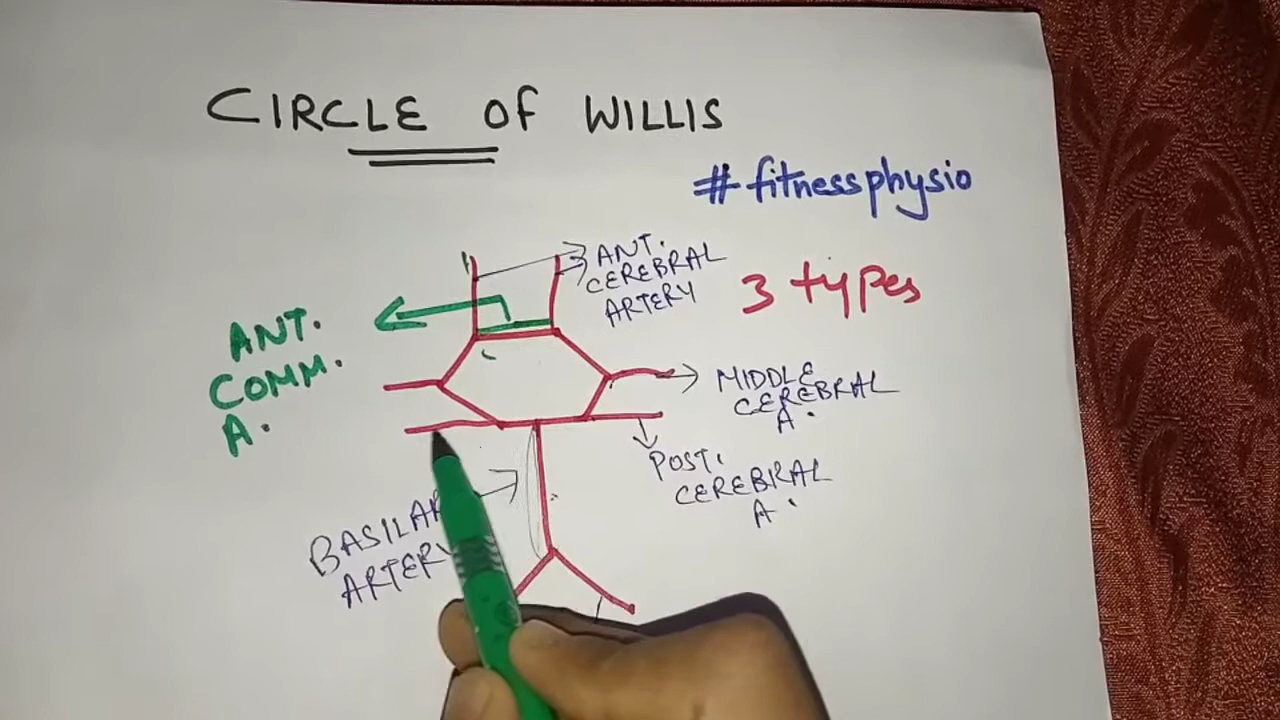 CIRCLE OF WILLIS
#fitnessphysio
ANT.
CEREBRAL
ARTERY
3 types
ANT.
COMM.
A.
MIDDLE
CEREBRAL
A.
POST.
CEREBRAL
A.
BASILAR
ARTERY